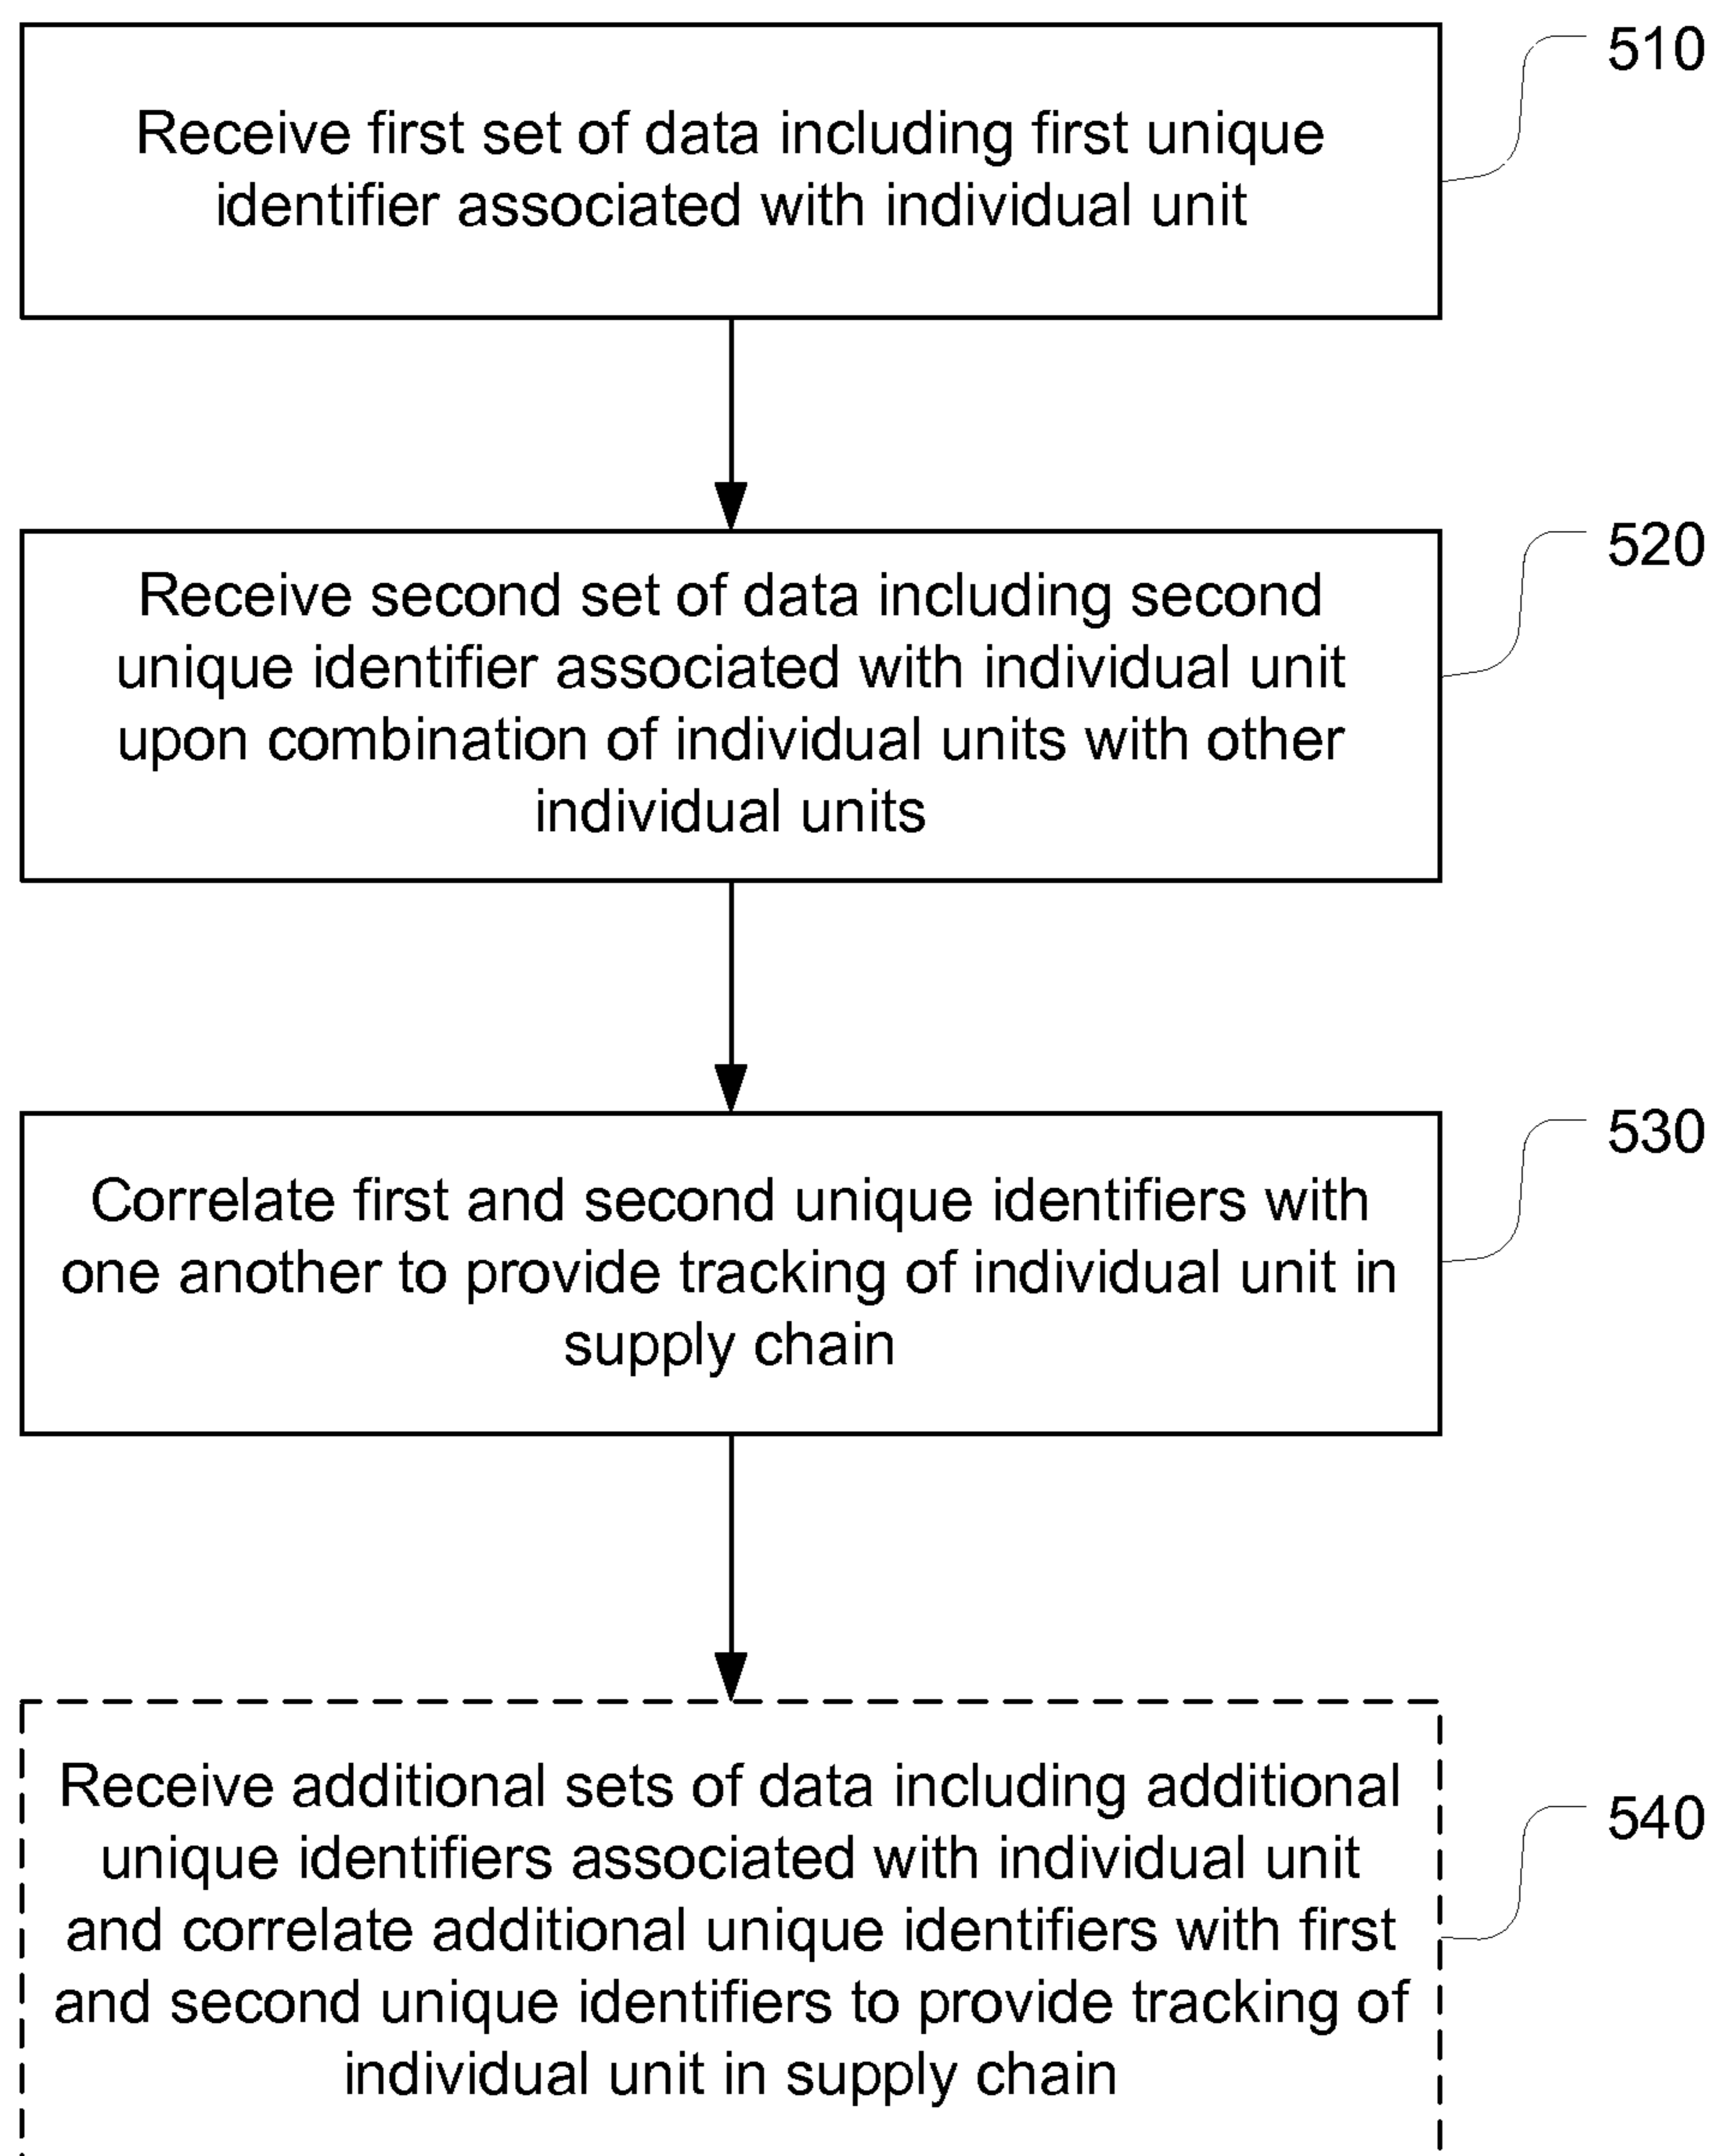 510
Receive first set of data including first unique
identifier associated with individual unit
520
Receive second set of data including second
unique identifier associated with individual unit
upon combination of individual units with other
individual units
530
Correlate first and second unique identifiers with
one another to provide tracking of individual unit in
supply chain
540
Receive additional sets of data including additional
unique identifiers associated with individual unit
and correlate additional unique identifiers with first
and second unique identifiers to provide tracking of
individual unit in supply chain